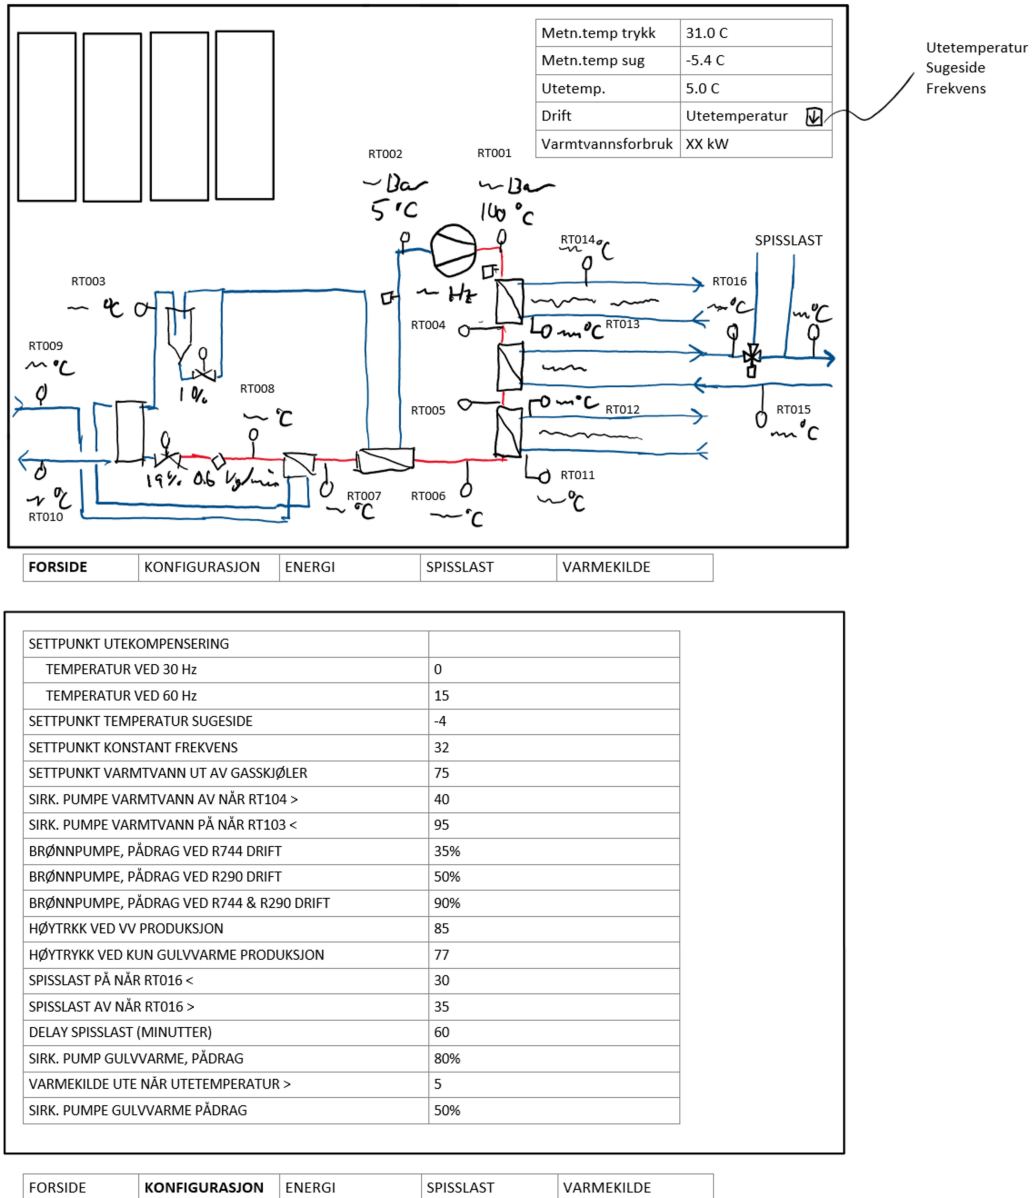 Metn.temp trykk 31.0 C
Metn.temp sug -5.4 C
Utetemp. 5.0 C
Drift Utetemperatur
Varmtvannsforbruk XX kW
Utetemperatur
Sugeside
Frekvens
RT002
Bar
5 °C
RT001
Bar
100 °C
RT014
°C
SPISSLAST
RT003
°C
Hz
RT016
°C
°C
RT004
°C
RT013
RT009
°C
1%
RT008
°C
RT005
°C
RT012
RT015
°C
19% 0.6 kg/min
RT010
°C
RT007
°C
RT006
°C
RT011
°C
FORSIDE KONFIGURASJON ENERGI SPISSLAST VARMEKILDE
SETTPUNKT UTEKOMPENSERING
TEMPERATUR VED 30 Hz 0
TEMPERATUR VED 60 Hz 15
SETTPUNKT TEMPERATUR SUGESIDE -4
SETTPUNKT KONSTANT FREKVENS 32
SETTPUNKT VARMTVANN UT AV GASSKJØLER 75
SIRK. PUMPE VARMTVANN AV NÅR RT104 > 40
SIRK. PUMPE VARMTVANN PÅ NÅR RT103 < 95
BRØNNPUMPE, PÅDRAG VED R744 DRIFT 35%
BRØNNPUMPE, PÅDRAG VED R290 DRIFT 50%
BRØNNPUMPE, PÅDRAG VED R744 & R290 DRIFT 90%
HØYTRKK VED VV PRODUKSJON 85
HØYTRYKK VED KUN GULVVARME PRODUKSJON 77
SPISSLAST PÅ NÅR RT016 < 30
SPISSLAST AV NÅR RT016 > 35
DELAY SPISSLAST (MINUTTER) 60
SIRK. PUMP GULVVARME, PÅDRAG 80%
VARMEKILDE UTE NÅR UTETEMPERATUR > 5
SIRK. PUMPE GULVVARME PÅDRAG 50%
FORSIDE KONFIGURASJON ENERGI SPISSLAST VARMEKILDE